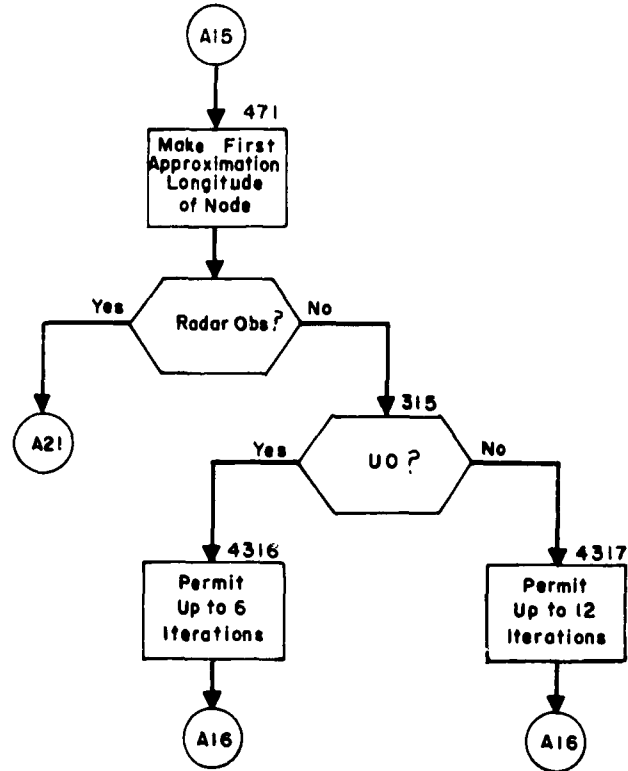 A15
471
Make First
Approximation
Longitude
of Node
Yes
Radar Obs?
No
A21
315
Yes
UO?
No
4316
4317
Permit
Up to 6
Iterations
Permit
Up to 12
Iterations
A16
A16